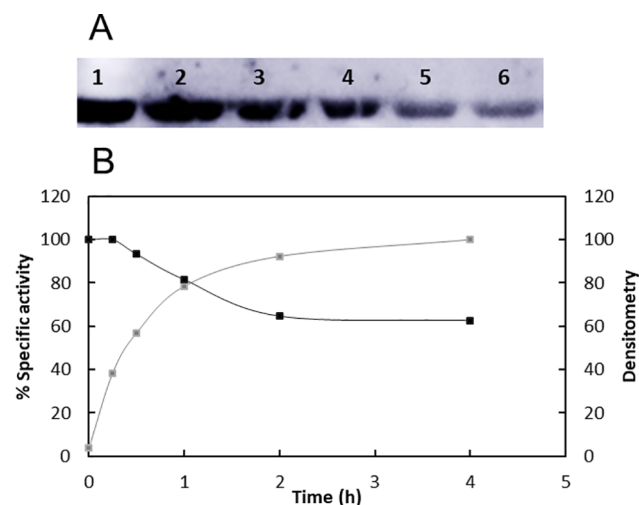 A
1 2 3 4 5 6
B
120 120
100 100
80 80
60 60
40 40
20 20
0 0
% Specific activity
Densitometry
0 1 2 3 4 5
Time (h)